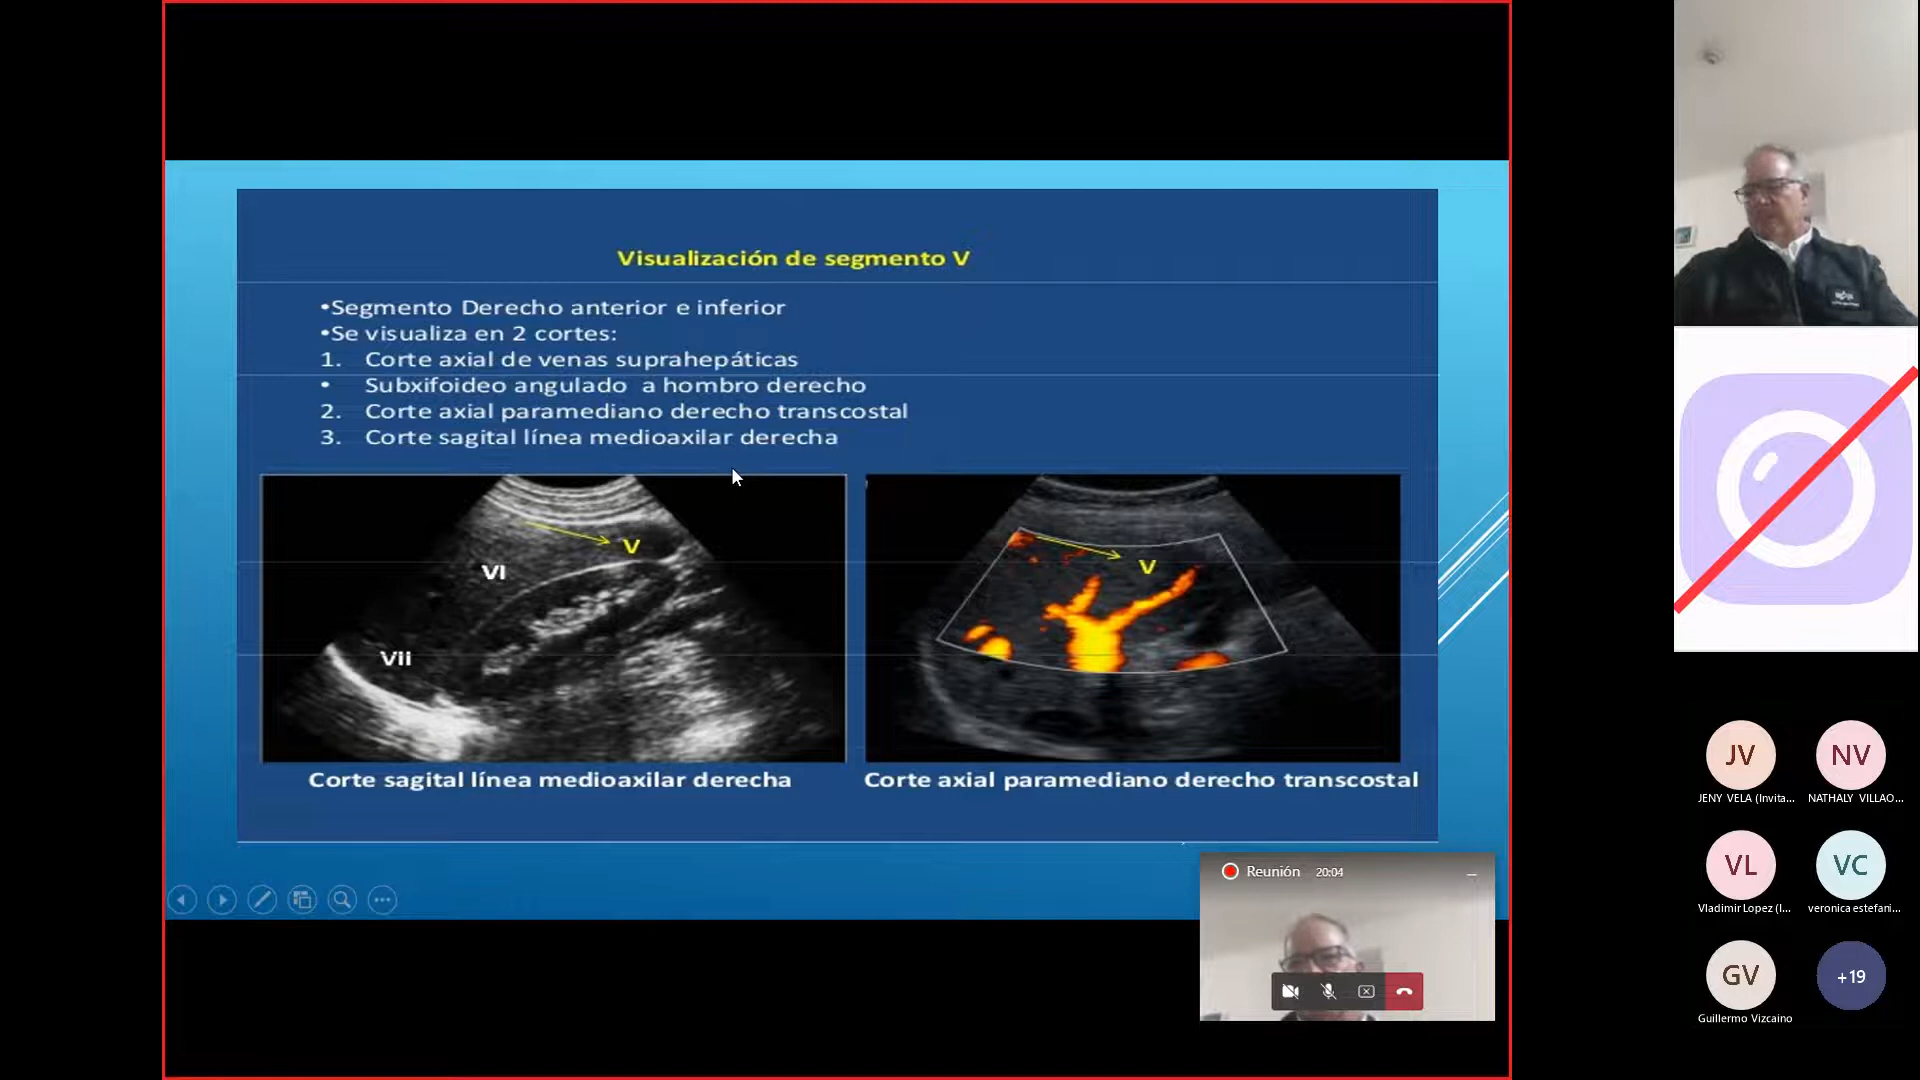 Visualización de segmento V
•Segmento Derecho anterior e inferior
•Se visualiza en 2 cortes:
1. Corte axial de venas suprahepáticas
• Subxifoideo angulado a hombro derecho
2. Corte axial paramediano derecho transcostal
3. Corte sagital línea medioaxilar derecha
V
VI
VII
V
Corte sagital línea medioaxilar derecha
Corte axial paramediano derecho transcostal
Reunión 20:04
JV
NV
JENY VELA (Invita...
NATHALY VILLAO...
VL
VC
Vladimir Lopez (I...
veronica estefani...
GV
+19
Guillermo Vizcaino